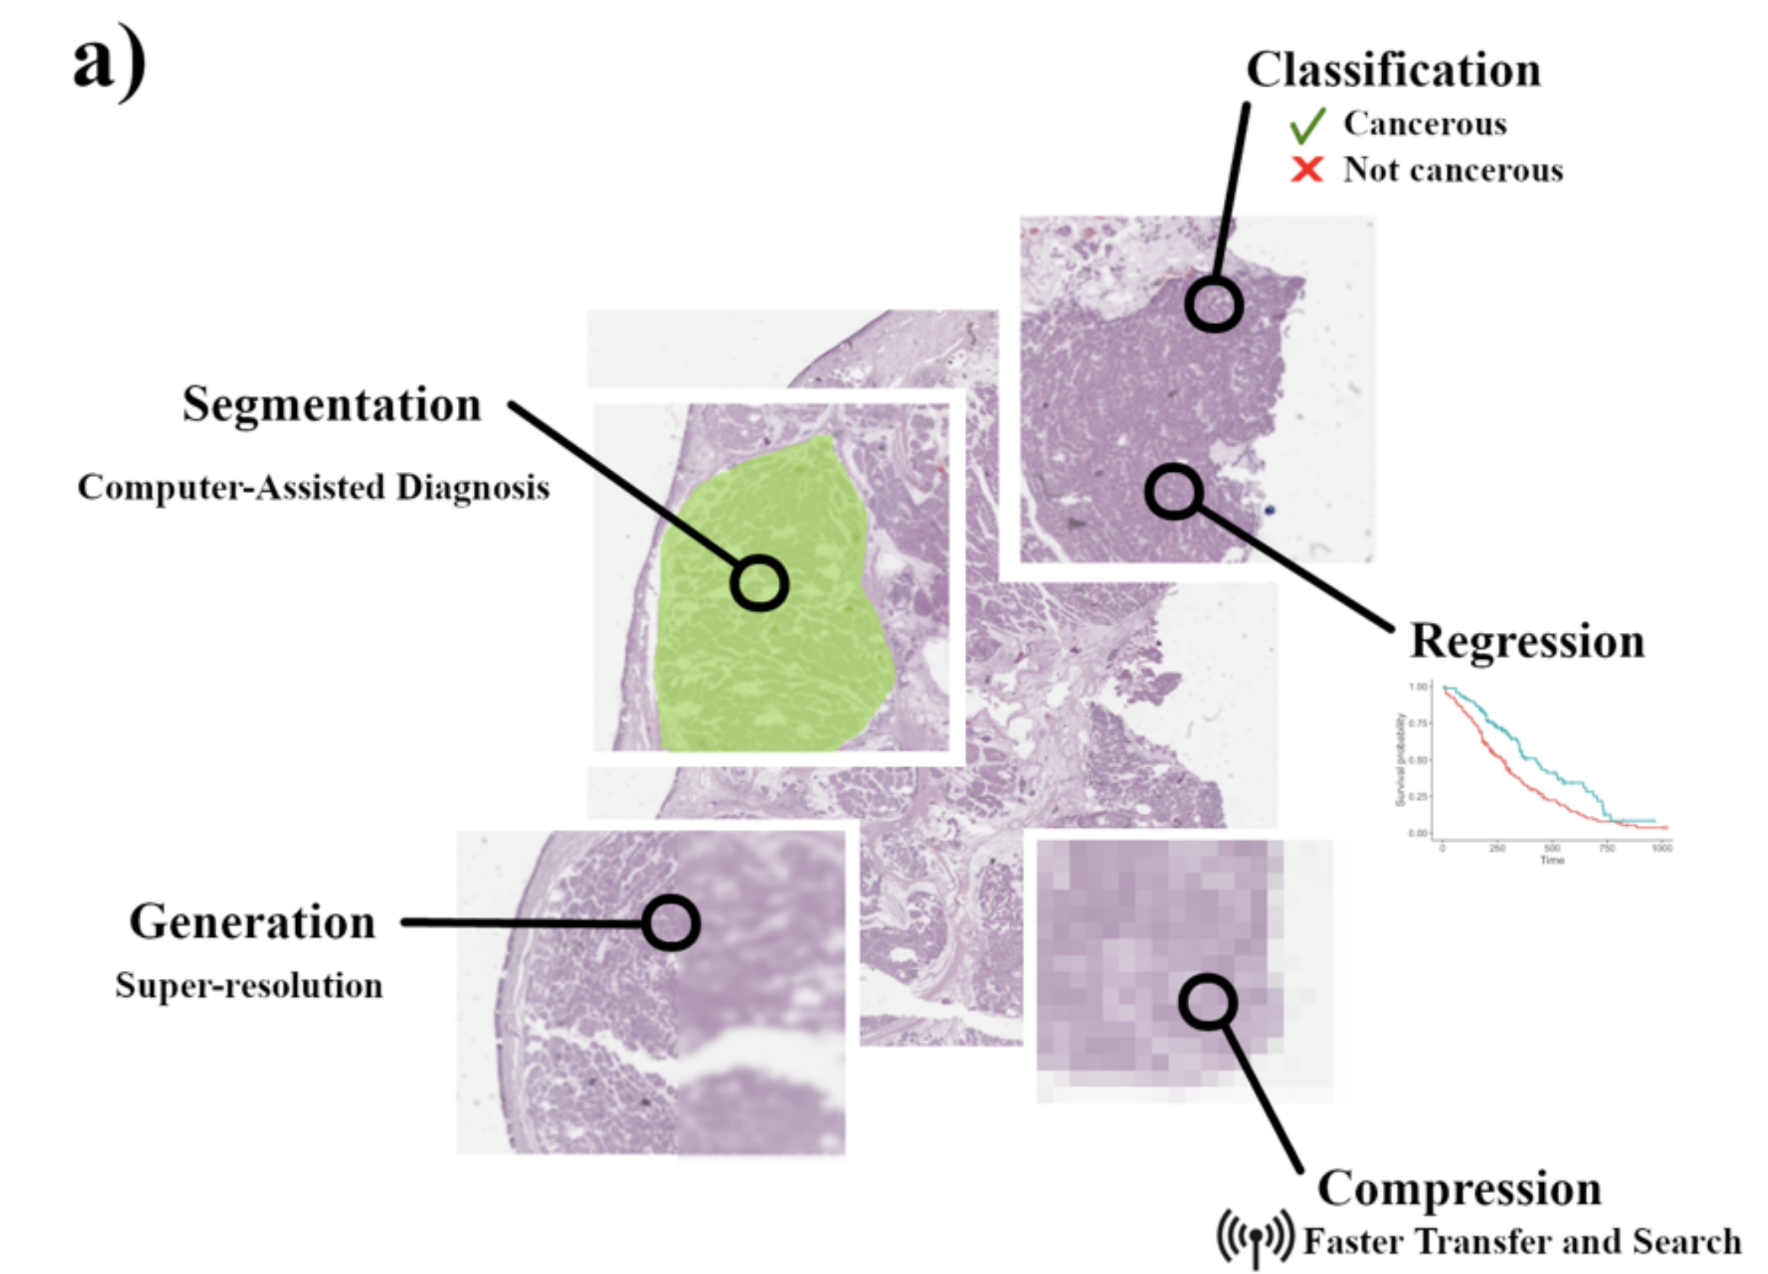 a)
Classification
Cancerous
Not cancerous
Segmentation
Computer-Assisted Diagnosis
Regression
1.00
0.75
0.50
0.25
0.00
Survival probability
0 250 500 750 1000
Time
Generation
Super-resolution
Compression
Faster Transfer and Search